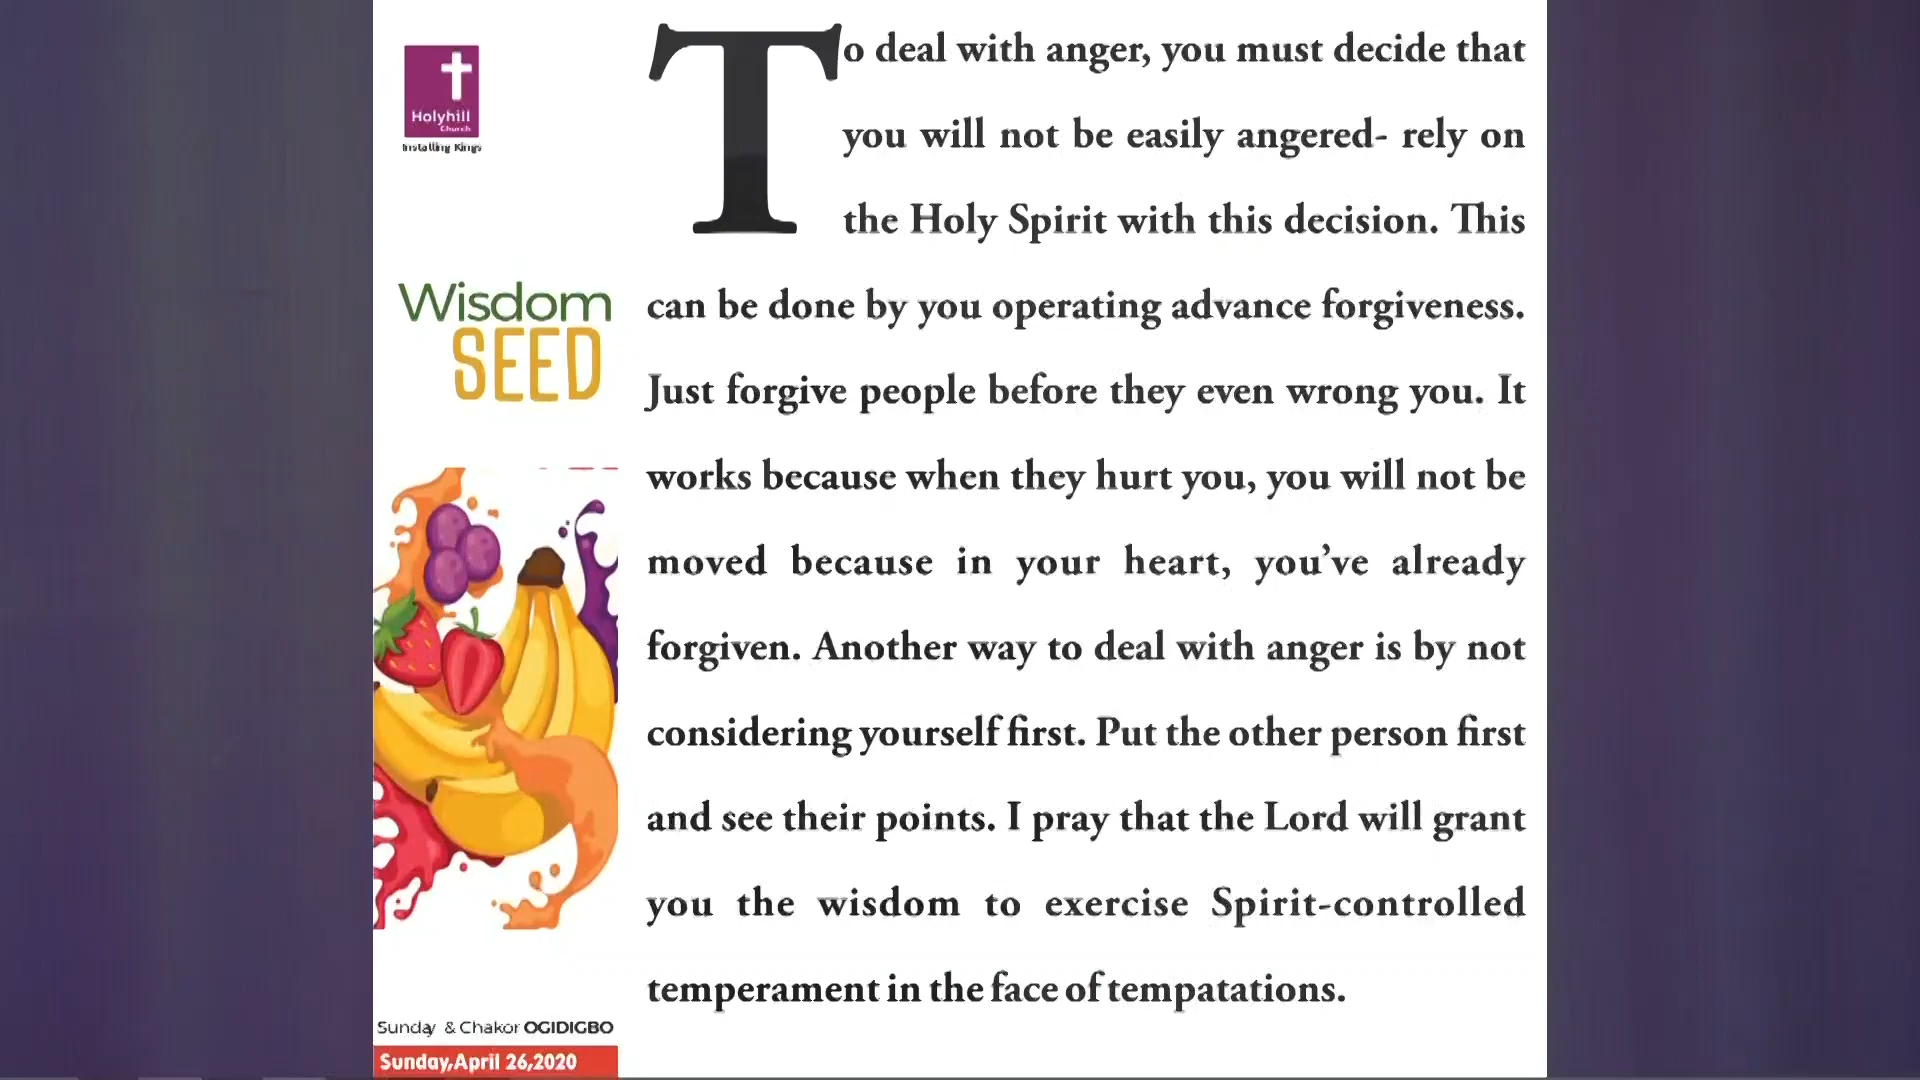 Holyhill
Church
Installing Kings
Wisdom
SEED
Sunday & Chakor OGIDIGBO
Sunday,April 26,2020
To deal with anger, you must decide that
you will not be easily angered- rely on
the Holy Spirit with this decision. This
can be done by you operating advance forgiveness.
Just forgive people before they even wrong you. It
works because when they hurt you, you will not be
moved because in your heart, you’ve already
forgiven. Another way to deal with anger is by not
considering yourself first. Put the other person first
and see their points. I pray that the Lord will grant
you the wisdom to exercise Spirit-controlled
temperament in the face of tempatations.